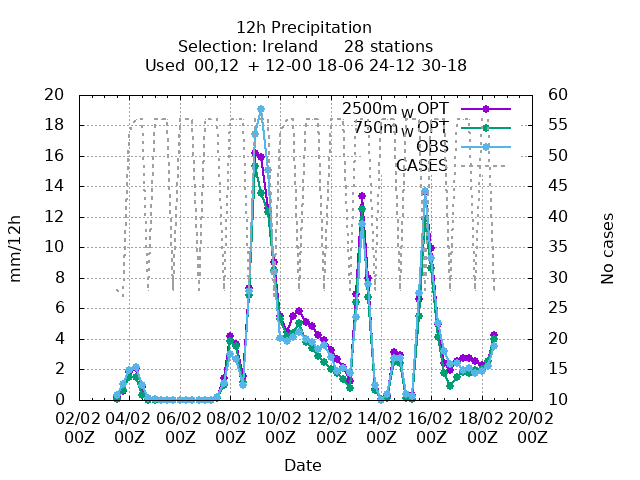 12h Precipitation
Selection: Ireland 28 stations
Used 00,12 + 12-00 18-06 24-12 30-18
20 60
18 55
16 50
14 45
12 40
10 35
8 30
6 25
4 20
2 15
0 10
2500m W OPT
750m W OPT
OBS
CASES
mm/12h
No cases
02/02 04/02 06/02 08/02 10/02 12/02 14/02 16/02 18/02 20/02
00Z 00Z 00Z 00Z 00Z 00Z 00Z 00Z 00Z 00Z
Date